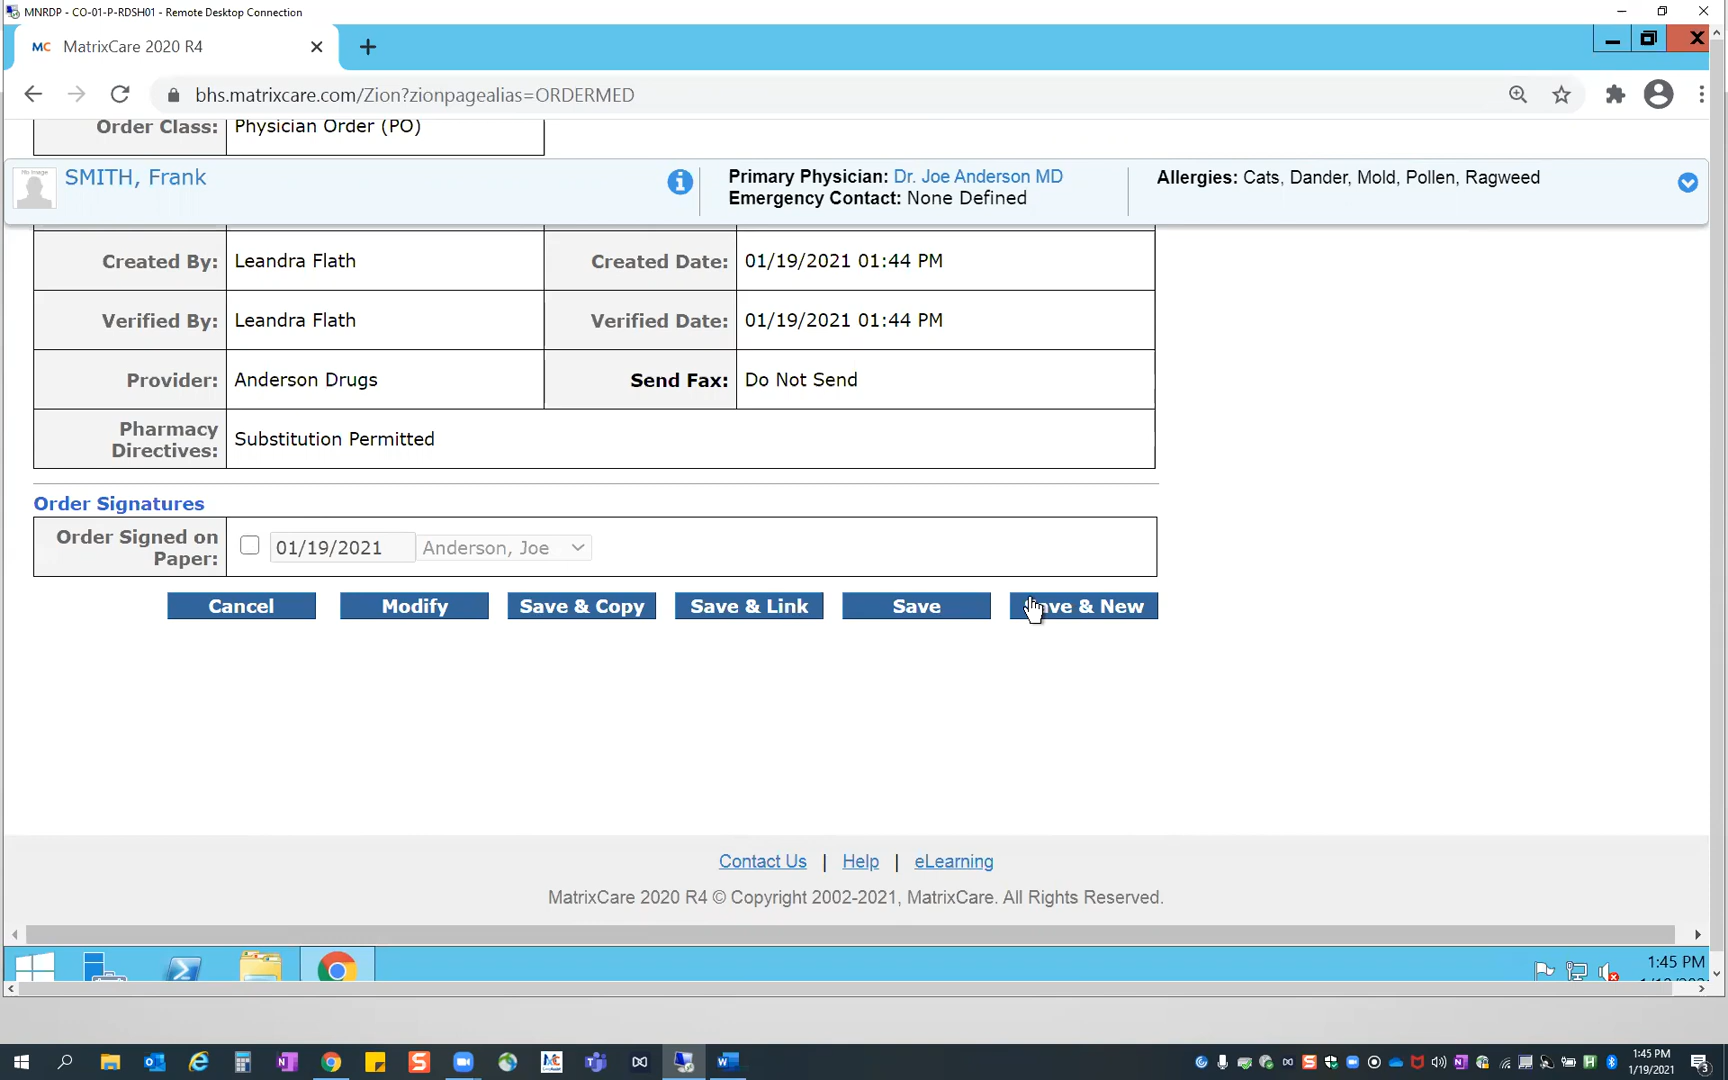 MNRDP - CO-01-P-RDSH01 - Remote Desktop Connection
MC MatrixCare 2020 R4
bhs.matrixcare.com/Zion?zionpagealias=ORDERMED
Order Class: Physician Order (PO)
SMITH, Frank
Primary Physician: Dr. Joe Anderson MD
Emergency Contact: None Defined
Allergies: Cats, Dander, Mold, Pollen, Ragweed
Created By: Leandra Flath Created Date: 01/19/2021 01:44 PM
Verified By: Leandra Flath Verified Date: 01/19/2021 01:44 PM
Provider: Anderson Drugs Send Fax: Do Not Send
Pharmacy
Directives: Substitution Permitted
Order Signatures
Order Signed on
Paper: 01/19/2021 Anderson, Joe
Cancel Modify Save & Copy Save & Link Save & New
Contact Us | Help | eLearning
MatrixCare 2020 R4 © Copyright 2002-2021, MatrixCare. All Rights Reserved.
1:45 PM
1:45 PM
1/19/2021